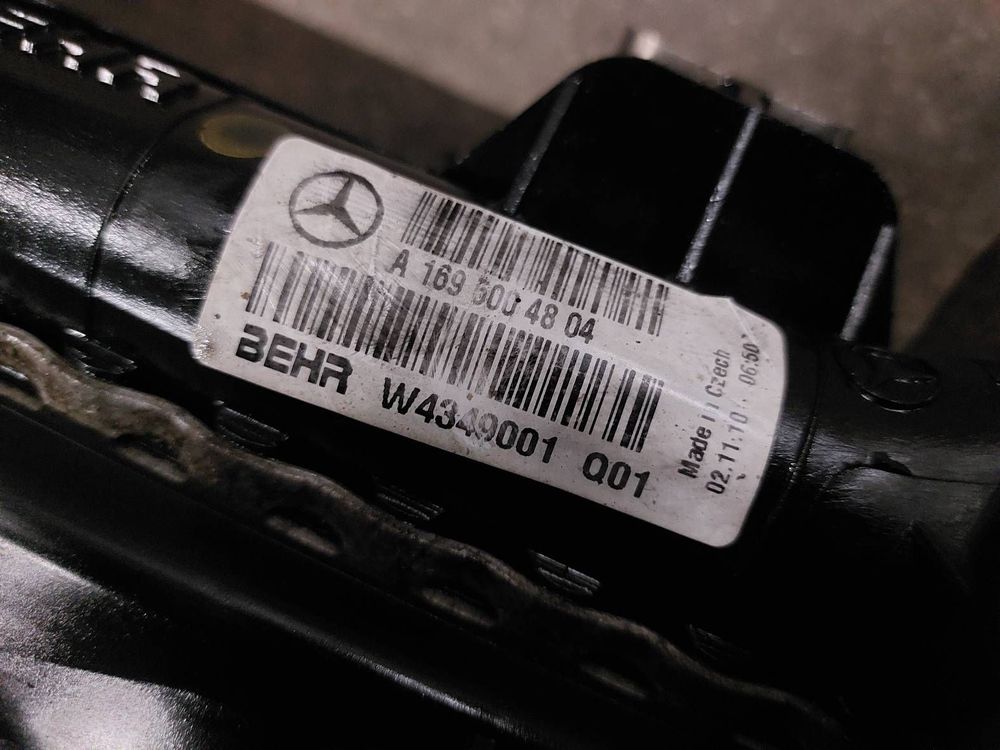 A 169 500 48 04
BEHR W4349001 Q01
Made in Czech
02.11.10 06:50